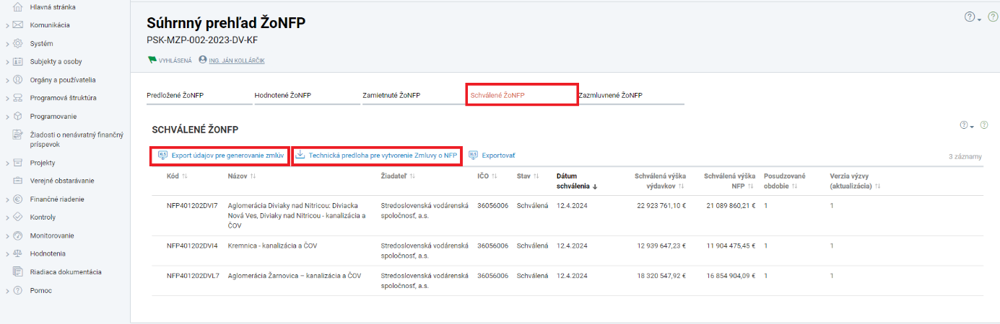 Hlavná stránka
Komunikácia
Systém
Subjekty a osoby
Orgány a používatelia
Programová štruktúra
Programovanie
Žiadosti o nenávratný finančný
príspevok
Projekty
Verejné obstarávanie
Finančné riadenie
Kontroly
Monitorovanie
Hodnotenia
Riadiaca dokumentácia
Pomoc
Súhrnný prehľad ŽoNFP
PSK-MZP-002-2023-DV-KF
VYHLÁSENÁ ING. JÁN KOLLÁRČIK
Predložené ŽoNFP Hodnotené ŽoNFP Zamietnuté ŽoNFP Schválené ŽoNFP Zazmluvnené ŽoNFP
SCHVÁLENÉ ŽONFP
XLS Export údajov pre generovanie zmlúv Technická predloha pre vytvorenie Zmluvy o NFP XLS Exportovať
3 záznamy
Kód Názov Žiadateľ IČO Stav Dátum Schválená výška Schválená výška Posudzované Verzia výzvy
schválenia výdavkov NFP obdobie (aktualizácia)
NFP401202DVI7 Aglomerácia Diviaky nad Nitricou: Diviacka Stredoslovenská vodárenská 36056006 Schválená 12.4.2024 22 923 761,10 € 21 089 860,21 € 1 1
Nová Ves, Diviaky nad Nitricou - kanalizácia a spoločnosť, a.s.
ČOV
NFP401202DVI4 Kremnica - kanalizácia a ČOV Stredoslovenská vodárenská 36056006 Schválená 12.4.2024 12 939 647,23 € 11 904 475,45 € 1 1
spoločnosť, a.s.
NFP401202DVL7 Aglomerácia Žarnovica – kanalizácia a ČOV Stredoslovenská vodárenská 36056006 Schválená 12.4.2024 18 320 547,92 € 16 854 904,09 € 1 1
spoločnosť, a.s.